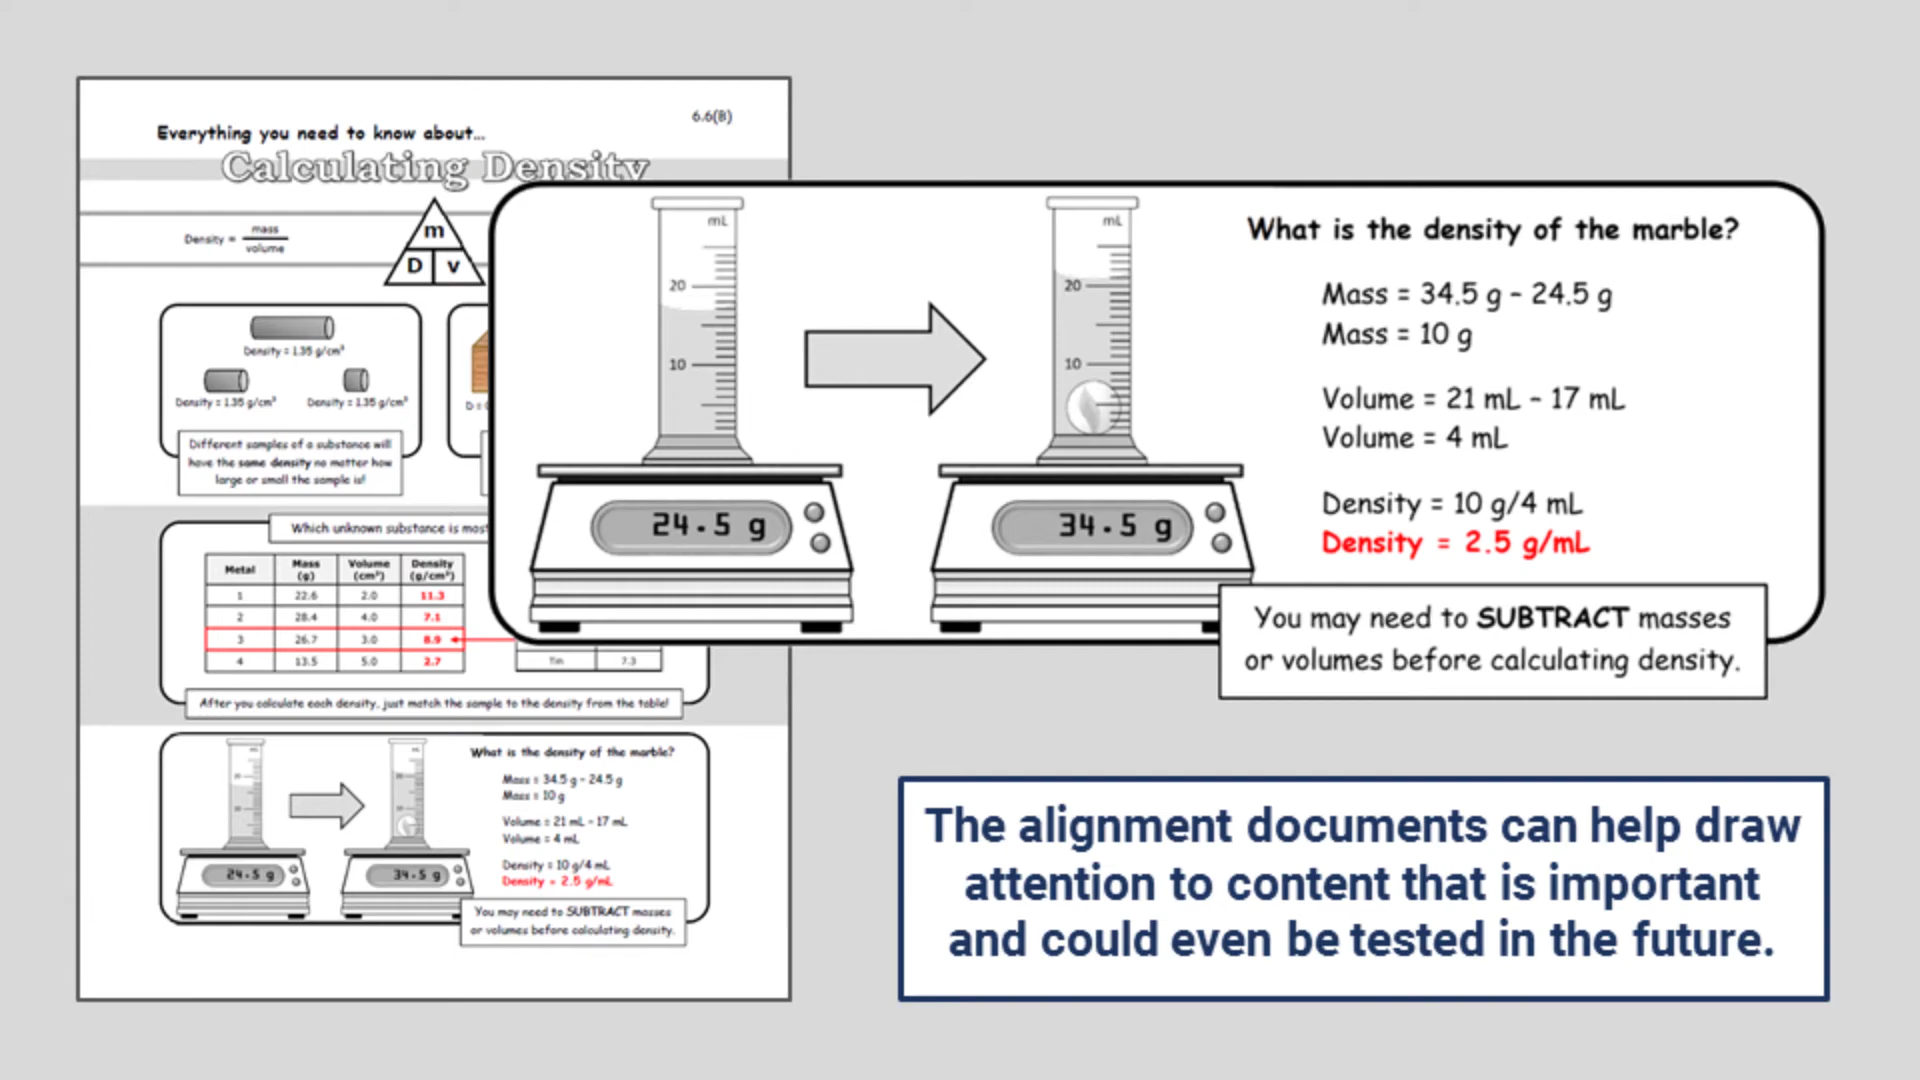 6.6(B)
Everything you need to know about...
Calculating Density
Density = mass
volume
m
D v
Density = 1.35 g/cm³
Density = 1.35 g/cm³ Density = 1.35 g/cm³
Different samples of a substance will
have the same density no matter how
large or small the sample is!
Which unknown substance is
Metal Mass (g) Volume (cm³) Density (g/cm³)
1 22.6 2.0 11.3
2 28.4 4.0 7.1
3 26.7 3.0 8.9
4 13.5 5.0 2.7
Tin 7.3
After you calculate each density, just match the sample to the density from the table!
mL
20
10
24.5 g
mL
20
10
34.5 g
What is the density of the marble?
Mass = 34.5 g - 24.5 g
Mass = 10 g
Volume = 21 mL - 17 mL
Volume = 4 mL
Density = 10 g/4 mL
Density = 2.5 g/mL
You may need to SUBTRACT masses
or volumes before calculating density.
What is the density of the marble?
Mass = 34.5 g - 24.5 g
Mass = 10 g
Volume = 21 mL - 17 mL
Volume = 4 mL
Density = 10 g/4 mL
Density = 2.5 g/mL
24.5 g
34.5 g
You may need to SUBTRACT masses
or volumes before calculating density.
The alignment documents can help draw
attention to content that is important
and could even be tested in the future.